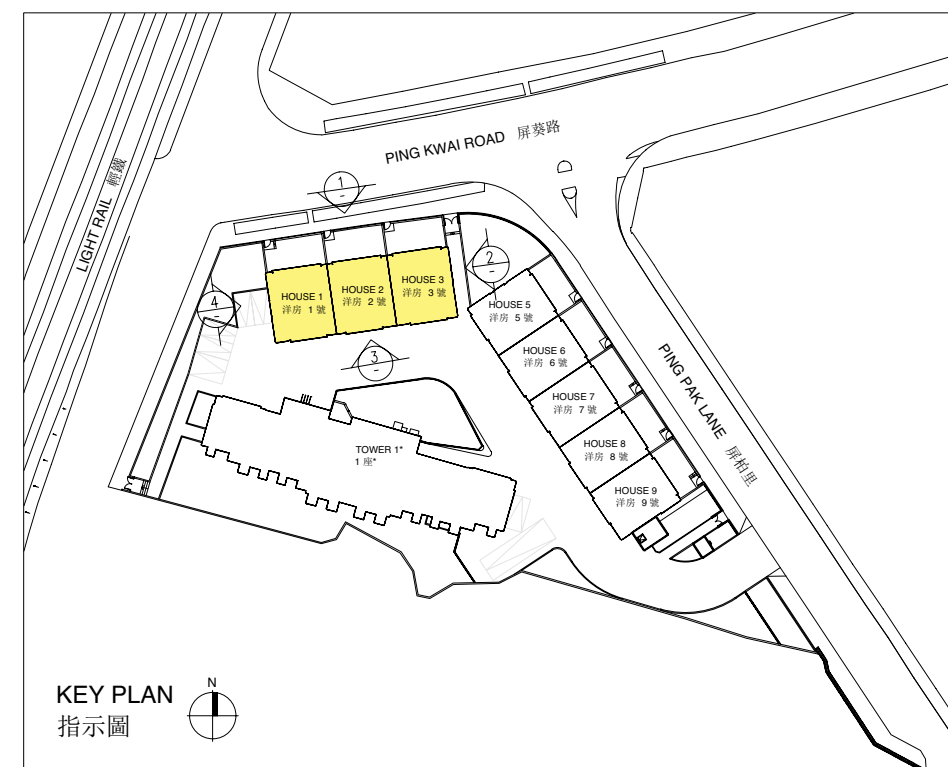 PING KWAI ROAD 屏葵路
LIGHT RAIL 輕鐵
1
-
2
-
4
-
3
-
HOUSE 1
洋房 1 號
HOUSE 2
洋房 2 號
HOUSE 3
洋房 3 號
HOUSE 5
洋房 5 號
HOUSE 6
洋房 6 號
HOUSE 7
洋房 7 號
HOUSE 8
洋房 8 號
HOUSE 9
洋房 9 號
PING PAK LANE 屏柏里
TOWER 1*
1 座*
KEY PLAN
指示圖
N